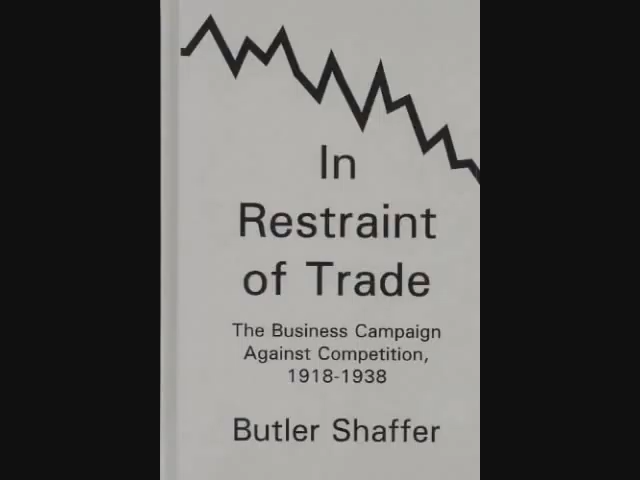 In
Restraint
of Trade
The Business Campaign
Against Competition,
1918-1938
Butler Shaffer